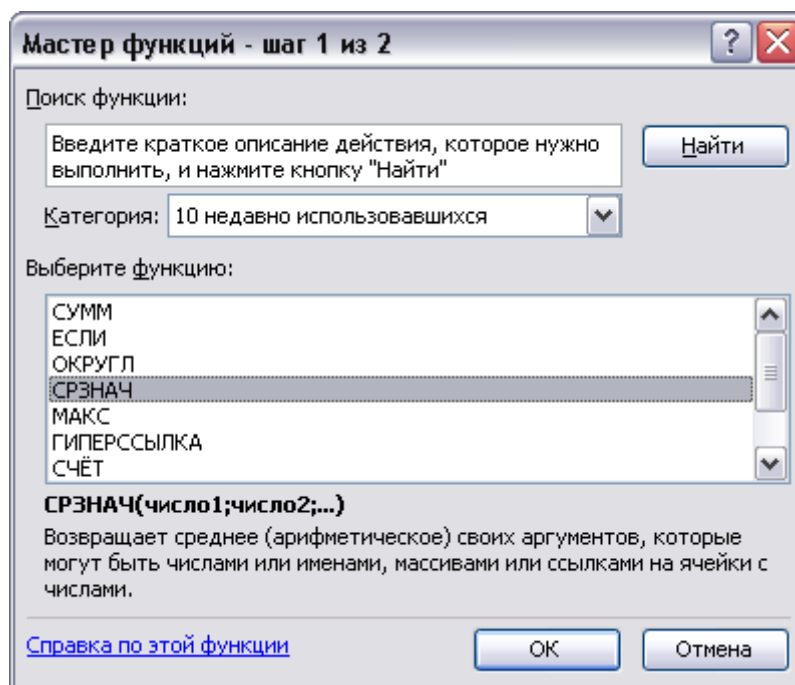 Мастер функций - шаг 1 из 2
Поиск функции:
Введите краткое описание действия, которое нужно
выполнить, и нажмите кнопку "Найти"
Найти
Категория: 10 недавно использовавшихся
Выберите функцию:
СУММ
ЕСЛИ
ОКРУГЛ
СРЗНАЧ
МАКС
ГИПЕРССЫЛКА
СЧЁТ
СРЗНАЧ(число1;число2;...)
Возвращает среднее (арифметическое) своих аргументов, которые
могут быть числами или именами, массивами или ссылками на ячейки с
числами.
Справка по этой функции
ОК
Отмена